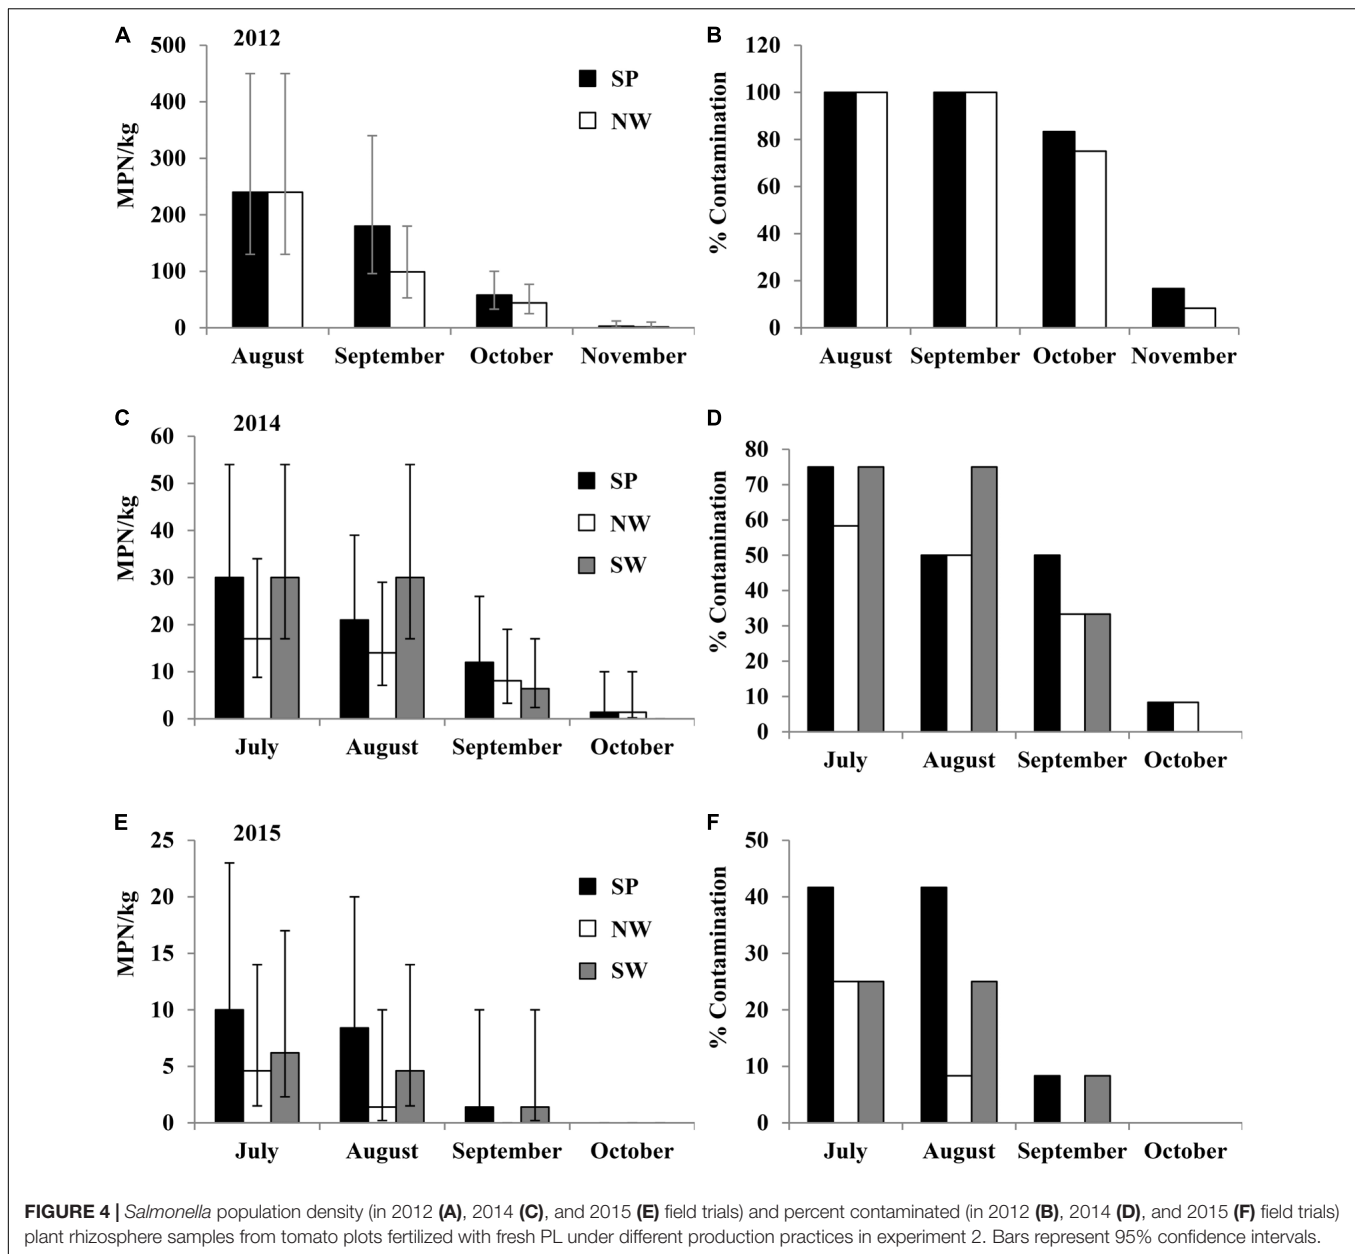 A
2012
500
400
300
200
100
0
MPN/kg
SP
NW
August September October November
B
120
100
80
60
40
20
0
% Contamination
August September October November
C
2014
60
50
40
30
20
10
0
MPN/kg
SP
NW
SW
July August September October
D
80
70
60
50
40
30
20
10
0
% Contamination
July August September October
E
2015
25
20
15
10
5
0
MPN/kg
SP
NW
SW
July August September October
F
50
40
30
20
10
0
% Contamination
July August September October
FIGURE 4 | Salmonella population density (in 2012 (A), 2014 (C), and 2015 (E) field trials) and percent contaminated (in 2012 (B), 2014 (D), and 2015 (F) field trials)
plant rhizosphere samples from tomato plots fertilized with fresh PL under different production practices in experiment 2. Bars represent 95% confidence intervals.